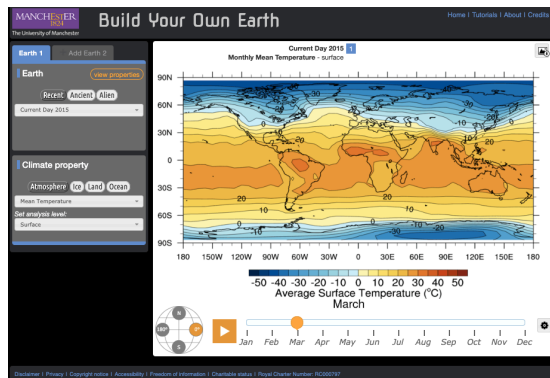 MANCHESTER
1824
The University of Manchester
Build Your Own Earth
Home | Tutorials | About | Credits
Earth 1
Add Earth 2
Earth
view properties
Recent Ancient Alien
Current Day 2015
Climate property
Atmosphere Ice Land Ocean
Mean Temperature
Set analysis level:
Surface
Current Day 2015 1
Monthly Mean Temperature - surface
90N
60N
30N
0
30S
60S
90S
180 150W 120W 90W 60W 30W 0 30E 60E 90E 120E 150E 180
-50 -40 -30 -20 -10 0 10 20 30 40 50
Average Surface Temperature (°C)
March
N
180°
0°
S
Jan Feb Mar Apr May Jun Jul Aug Sep Oct Nov Dec
Disclaimer | Privacy | Copyright notice | Accessibility | Freedom of information | Charitable status | Royal Charter Number: RC000797